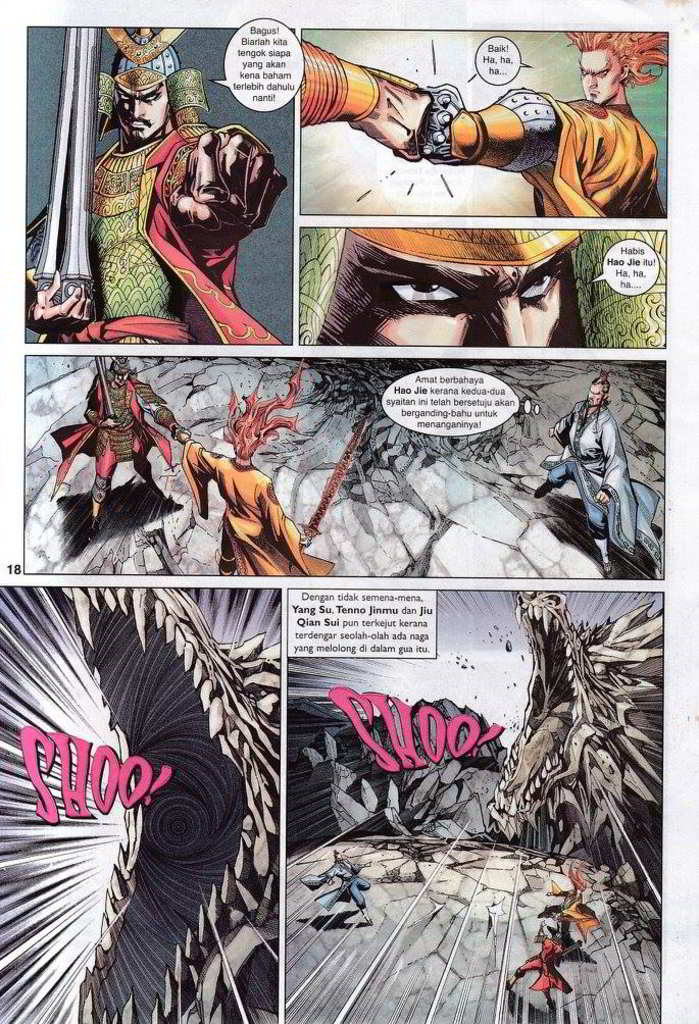 Bagus!
Biarlah kita
tengok siapa
yang akan
kena baham
terlebih dahulu
nanti!
Baik!
Ha, ha,
ha...
Habis
Hao Jie itu!
Ha, ha,
ha....
Amat berbahaya
Hao Jie kerana kedua-dua
syaitan ini telah bersetuju akan
berganding-bahu untuk
menanganinya!
18
SHOO!
Dengan tidak semena-mena,
Yang Su, Tenno Jinmu dan Jiu
Qian Sui pun terkejut kerana
terdengar seolah-olah ada naga
yang melolong di dalam gua itu.
SHOO!